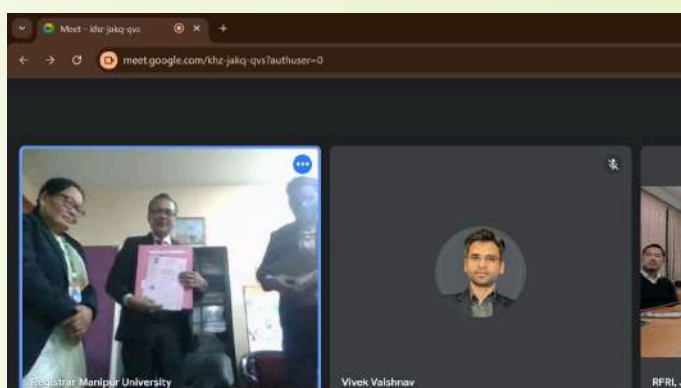 Meet – khz-jakq-qvs
meet.google.com/khz-jakq-qvs?authuser=0
Registrar Manipur University
Vivek Vaishnav
RFRI,